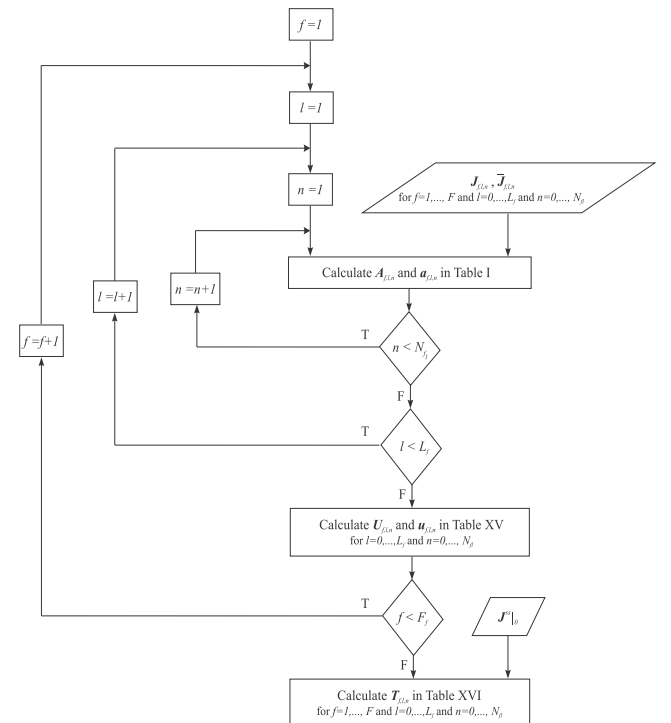 f=1
l=1
n=1
J_{f,l,n} , J̅_{f,l,n}
for f=1,..., F and l=0,...,L_f and n=0,..., N_{fl}
Calculate A_{f,l,n} and a_{f,l,n} in Table I
n=n+1
l=l+1
f=f+1
T
n < N_{f_l}
F
T
l < L_f
F
Calculate U_{f,l,n} and u_{f,l,n} in Table XV
for l=0,...,L_f and n=0,..., N_{fl}
T
f < F_f
J^{ss}|_0
F
Calculate T_{f,l,n} in Table XVI
for f=1,..., F and l=0,...,L_f and n=0,..., N_{fl}